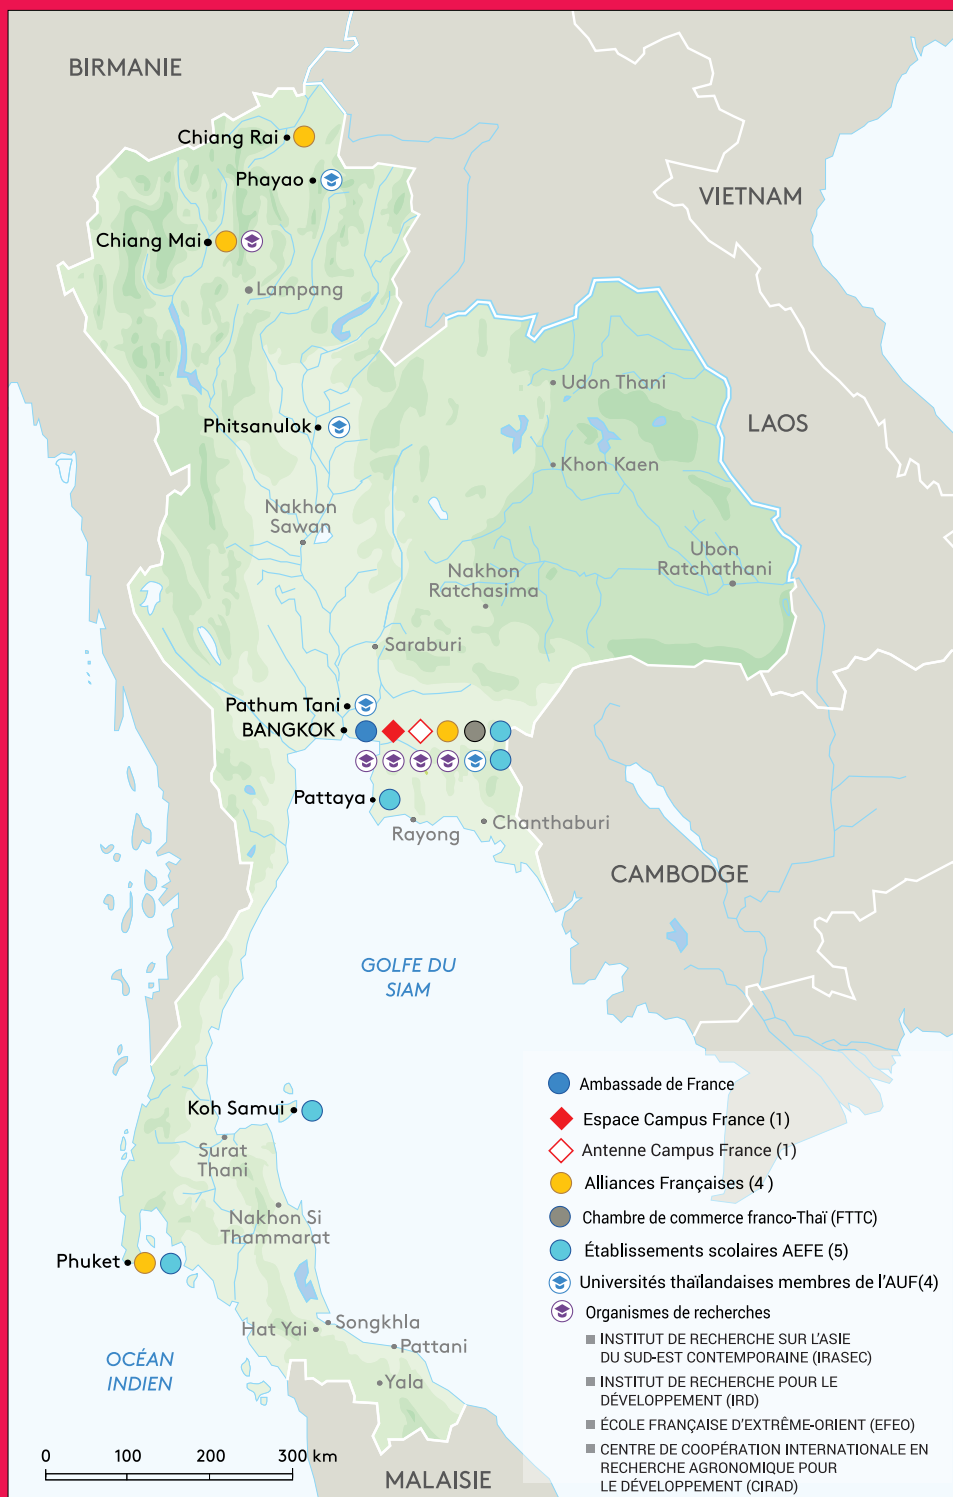 BIRMANIE
Chiang Rai
Phayao
VIETNAM
Chiang Mai
Lampang
Udon Thani
LAOS
Phitsanulok
Khon Kaen
Nakhon
Sawan
Ubon
Ratchathani
Nakhon
Ratchasima
Saraburi
Pathum Tani
BANGKOK
Pattaya
Rayong
Chanthaburi
CAMBODGE
GOLFE DU
SIAM
Koh Samui
Surat
Thani
Nakhon Si
Thammarat
Phuket
Songkhla
Hat Yai
Pattani
OCÉAN
INDIEN
Yala
0 100 200 300 km
MALAISIE
Ambassade de France
Espace Campus France (1)
Antenne Campus France (1)
Alliances Françaises (4 )
Chambre de commerce franco-Thaï (FTTC)
Établissements scolaires AEFE (5)
Universités thaïlandaises membres de l'AUF(4)
Organismes de recherches
INSTITUT DE RECHERCHE SUR L'ASIE
DU SUD-EST CONTEMPORAINE (IRASEC)
INSTITUT DE RECHERCHE POUR LE
DÉVELOPPEMENT (IRD)
ÉCOLE FRANÇAISE D'EXTRÊME-ORIENT (EFEO)
CENTRE DE COOPÉRATION INTERNATIONALE EN
RECHERCHE AGRONOMIQUE POUR
LE DÉVELOPPEMENT (CIRAD)